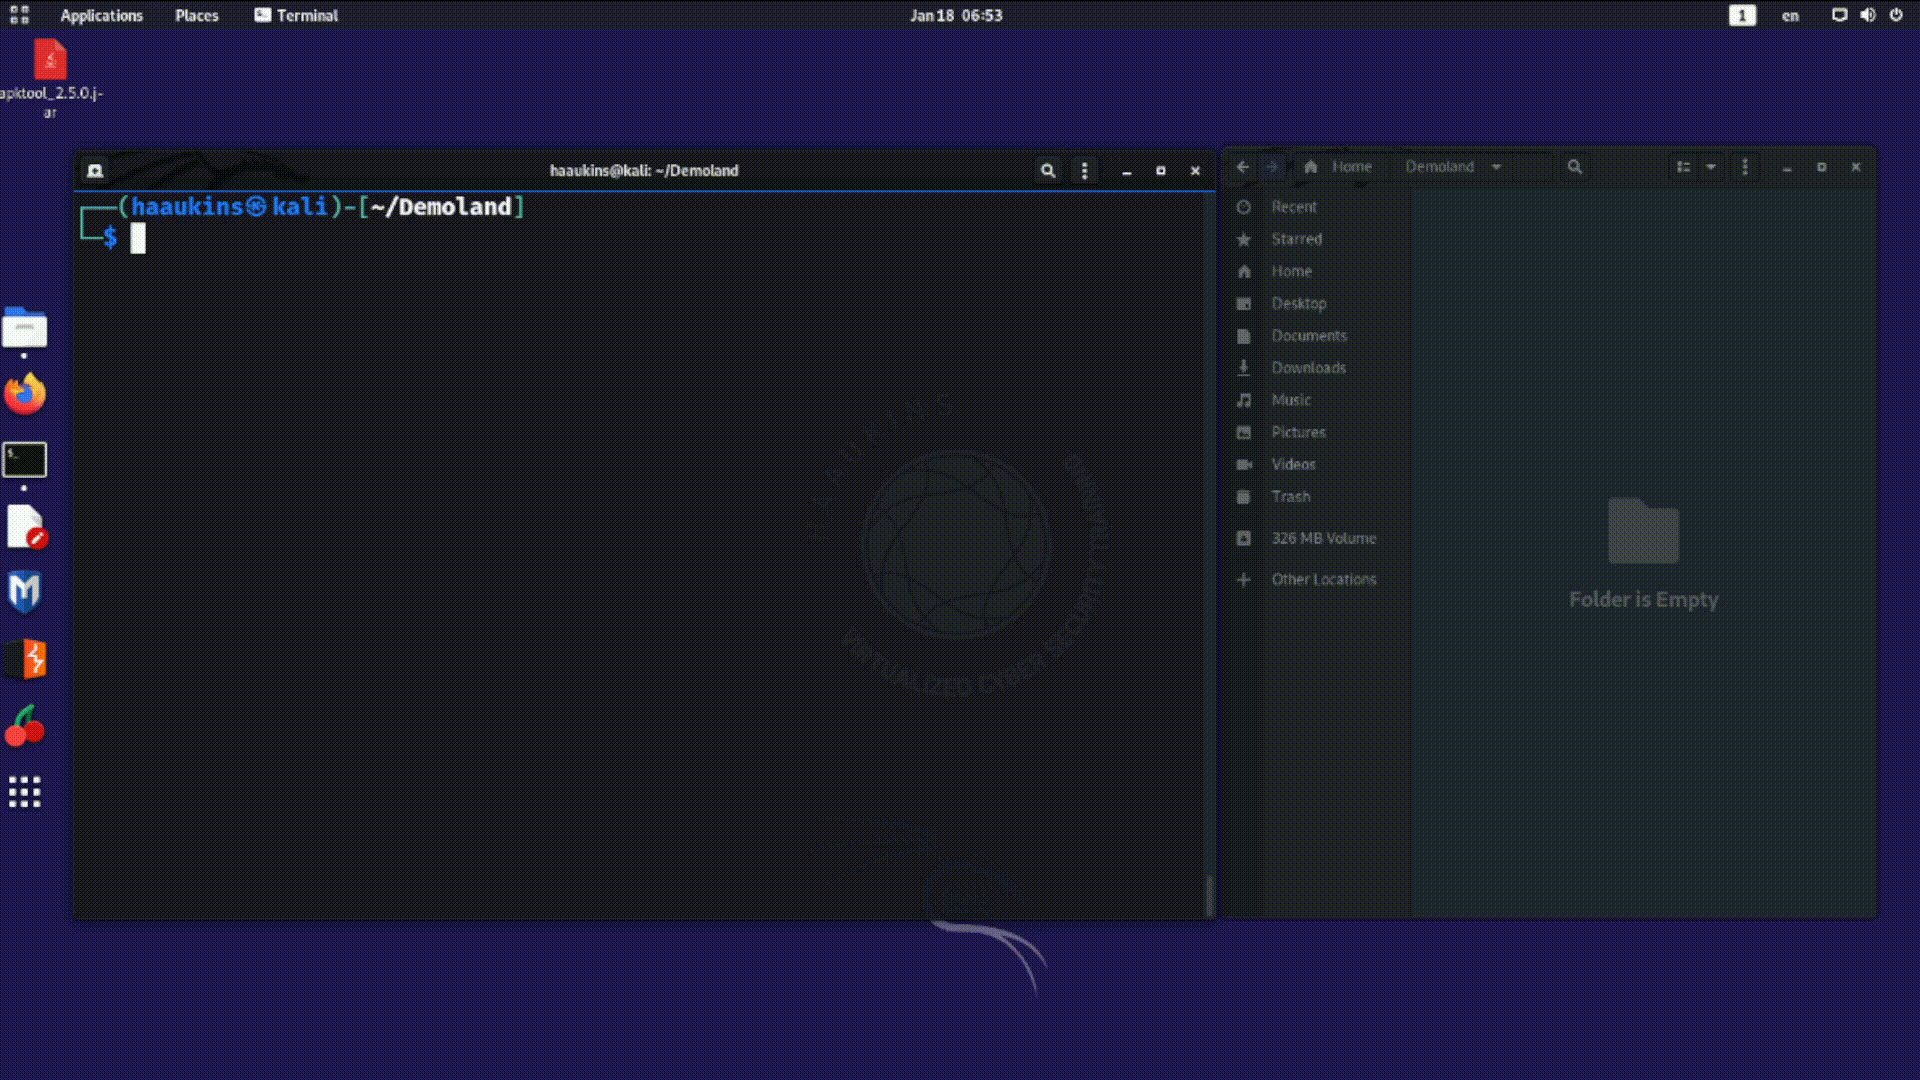 Applications Places Terminal Jan 18 06:53 1 en
apktool_2.5.0.j-
ar
haaukins@kali: ~/Demoland
┌──(haaukins㉿kali)-[~/Demoland]
└─$
Home Demoland
Recent
Starred
Home
Desktop
Documents
Downloads
Music
Pictures
Videos
Trash
326 MB Volume
Other Locations
Folder is Empty
HAAUKINS
VIRTUALIZED CYBER SECURITY TRAINING